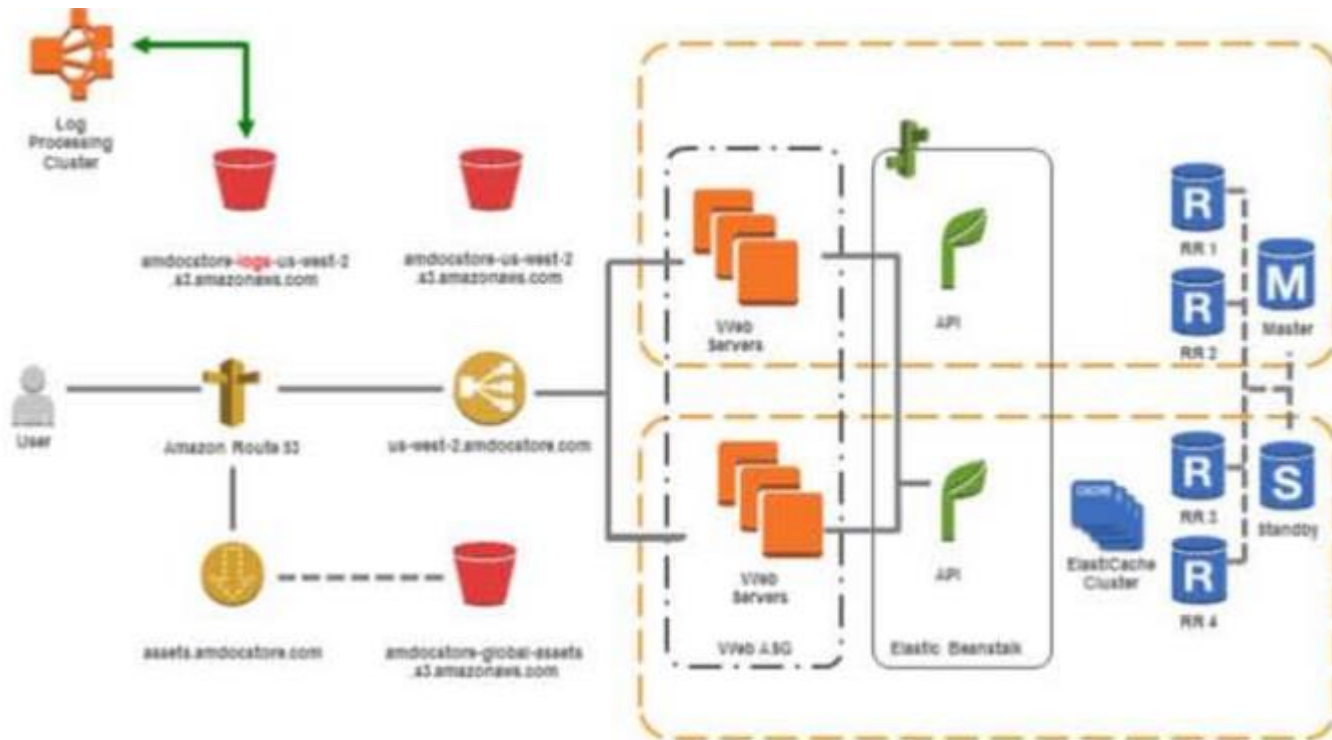 Log
Processing
Cluster
amdocstore-logs-us-west-2
.s3.amazonaws.com
amdocstore-us-west-2
.s3.amazonaws.com
User
Amazon Route 53
us-west-2.amdocstore.com
assets.amdocstore.com
amdocstore-global-assets
.s3.amazonaws.com
Web
Servers
Web
Servers
Web ASG
API
API
Elastic Beanstalk
CACHE
ElastiCache
Cluster
R
RR 1
R
RR 2
M
Master
R
RR 3
S
Standby
R
RR 4